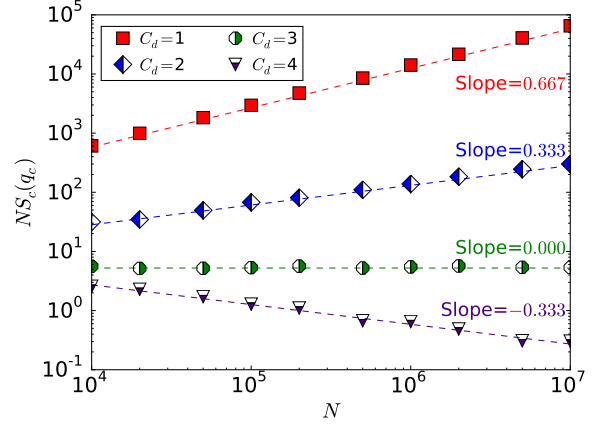 10^5
10^4
10^3
10^2
10^1
10^0
10^{-1}
NS_c(q_c)
C_d=1
C_d=3
C_d=2
C_d=4
Slope=0.667
Slope=0.333
Slope=0.000
Slope=−0.333
10^4
10^5
10^6
10^7
N